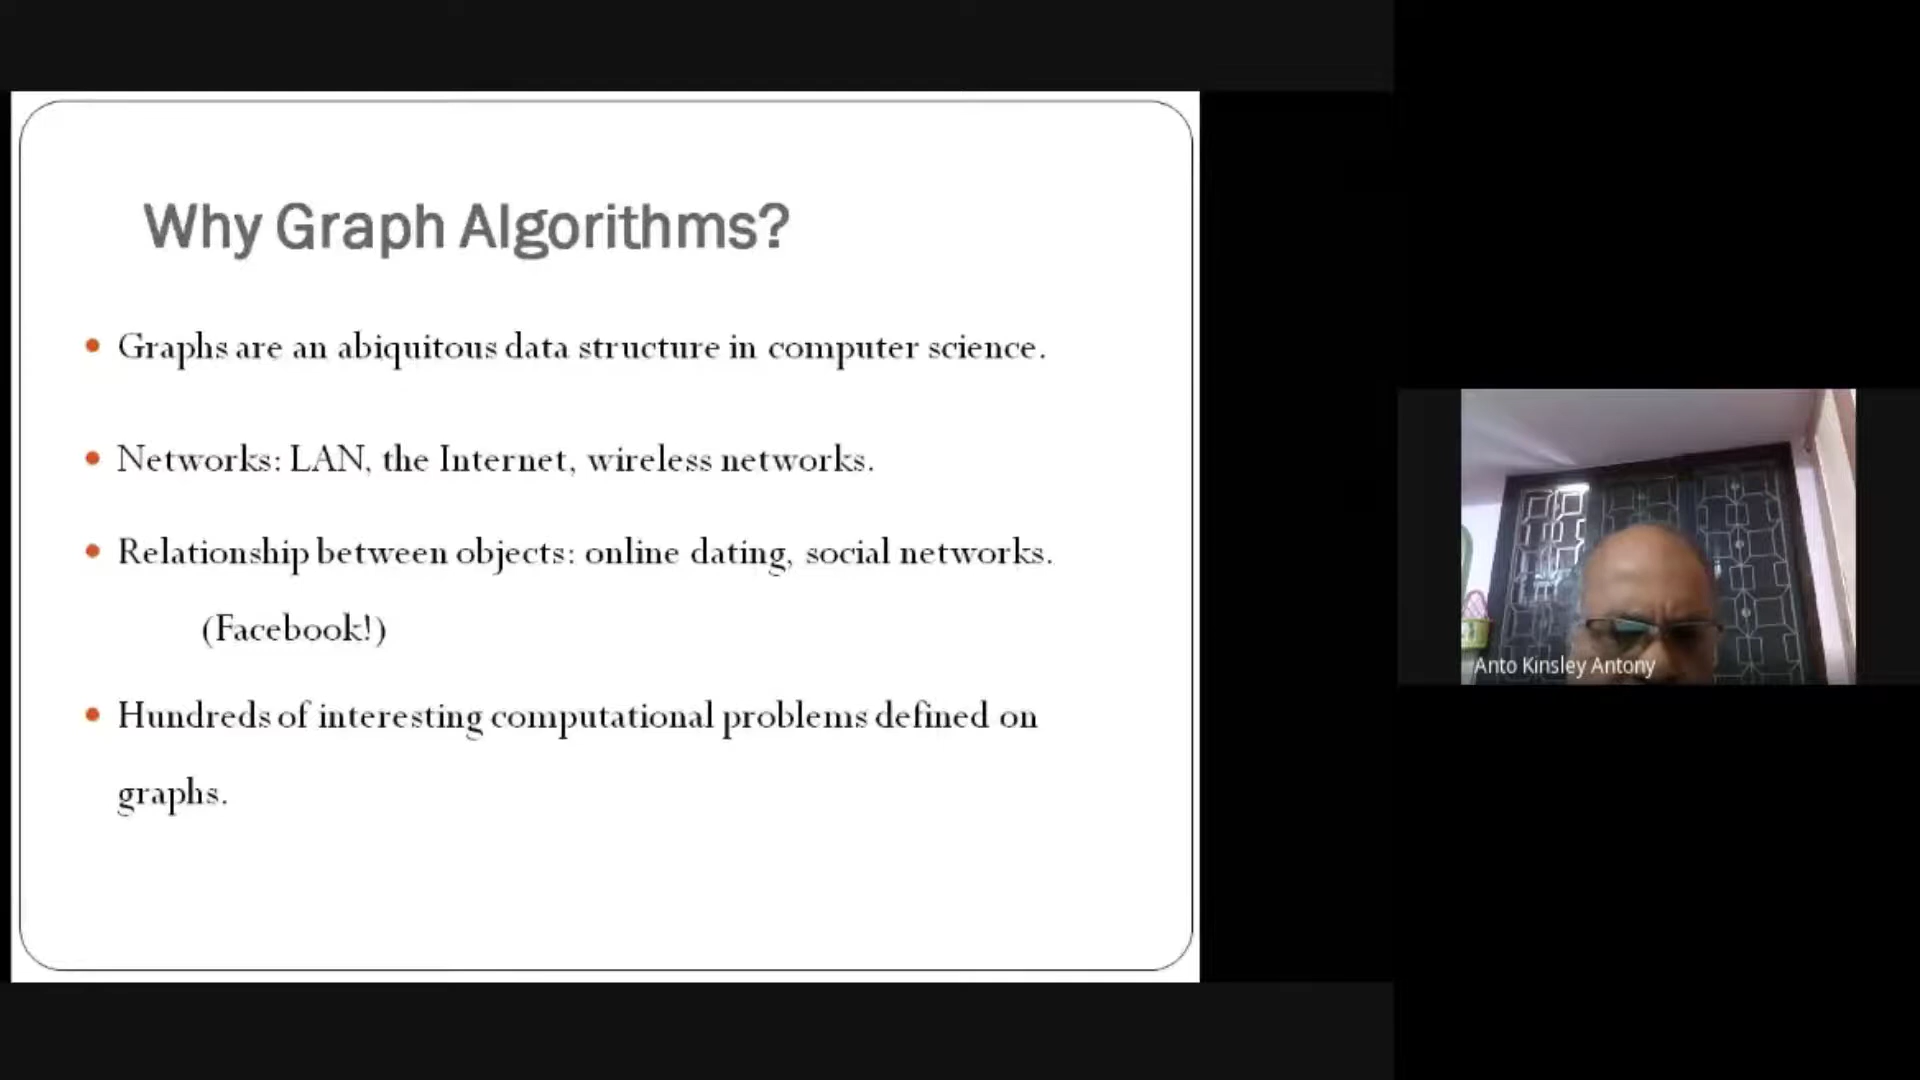 Why Graph Algorithms?
• Graphs are an abiquitous data structure in computer science.
• Networks: LAN, the Internet, wireless networks.
• Relationship between objects: online dating, social networks.
(Facebook!)
• Hundreds of interesting computational problems defined on
graphs.
Anto Kinsley Antony